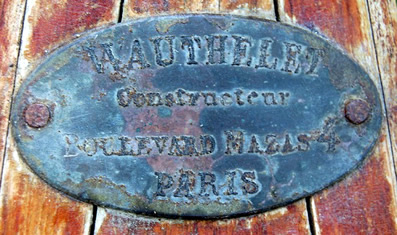 WAUTHELET
Constructeur
BOULEVARD MAZAS 4
PARIS